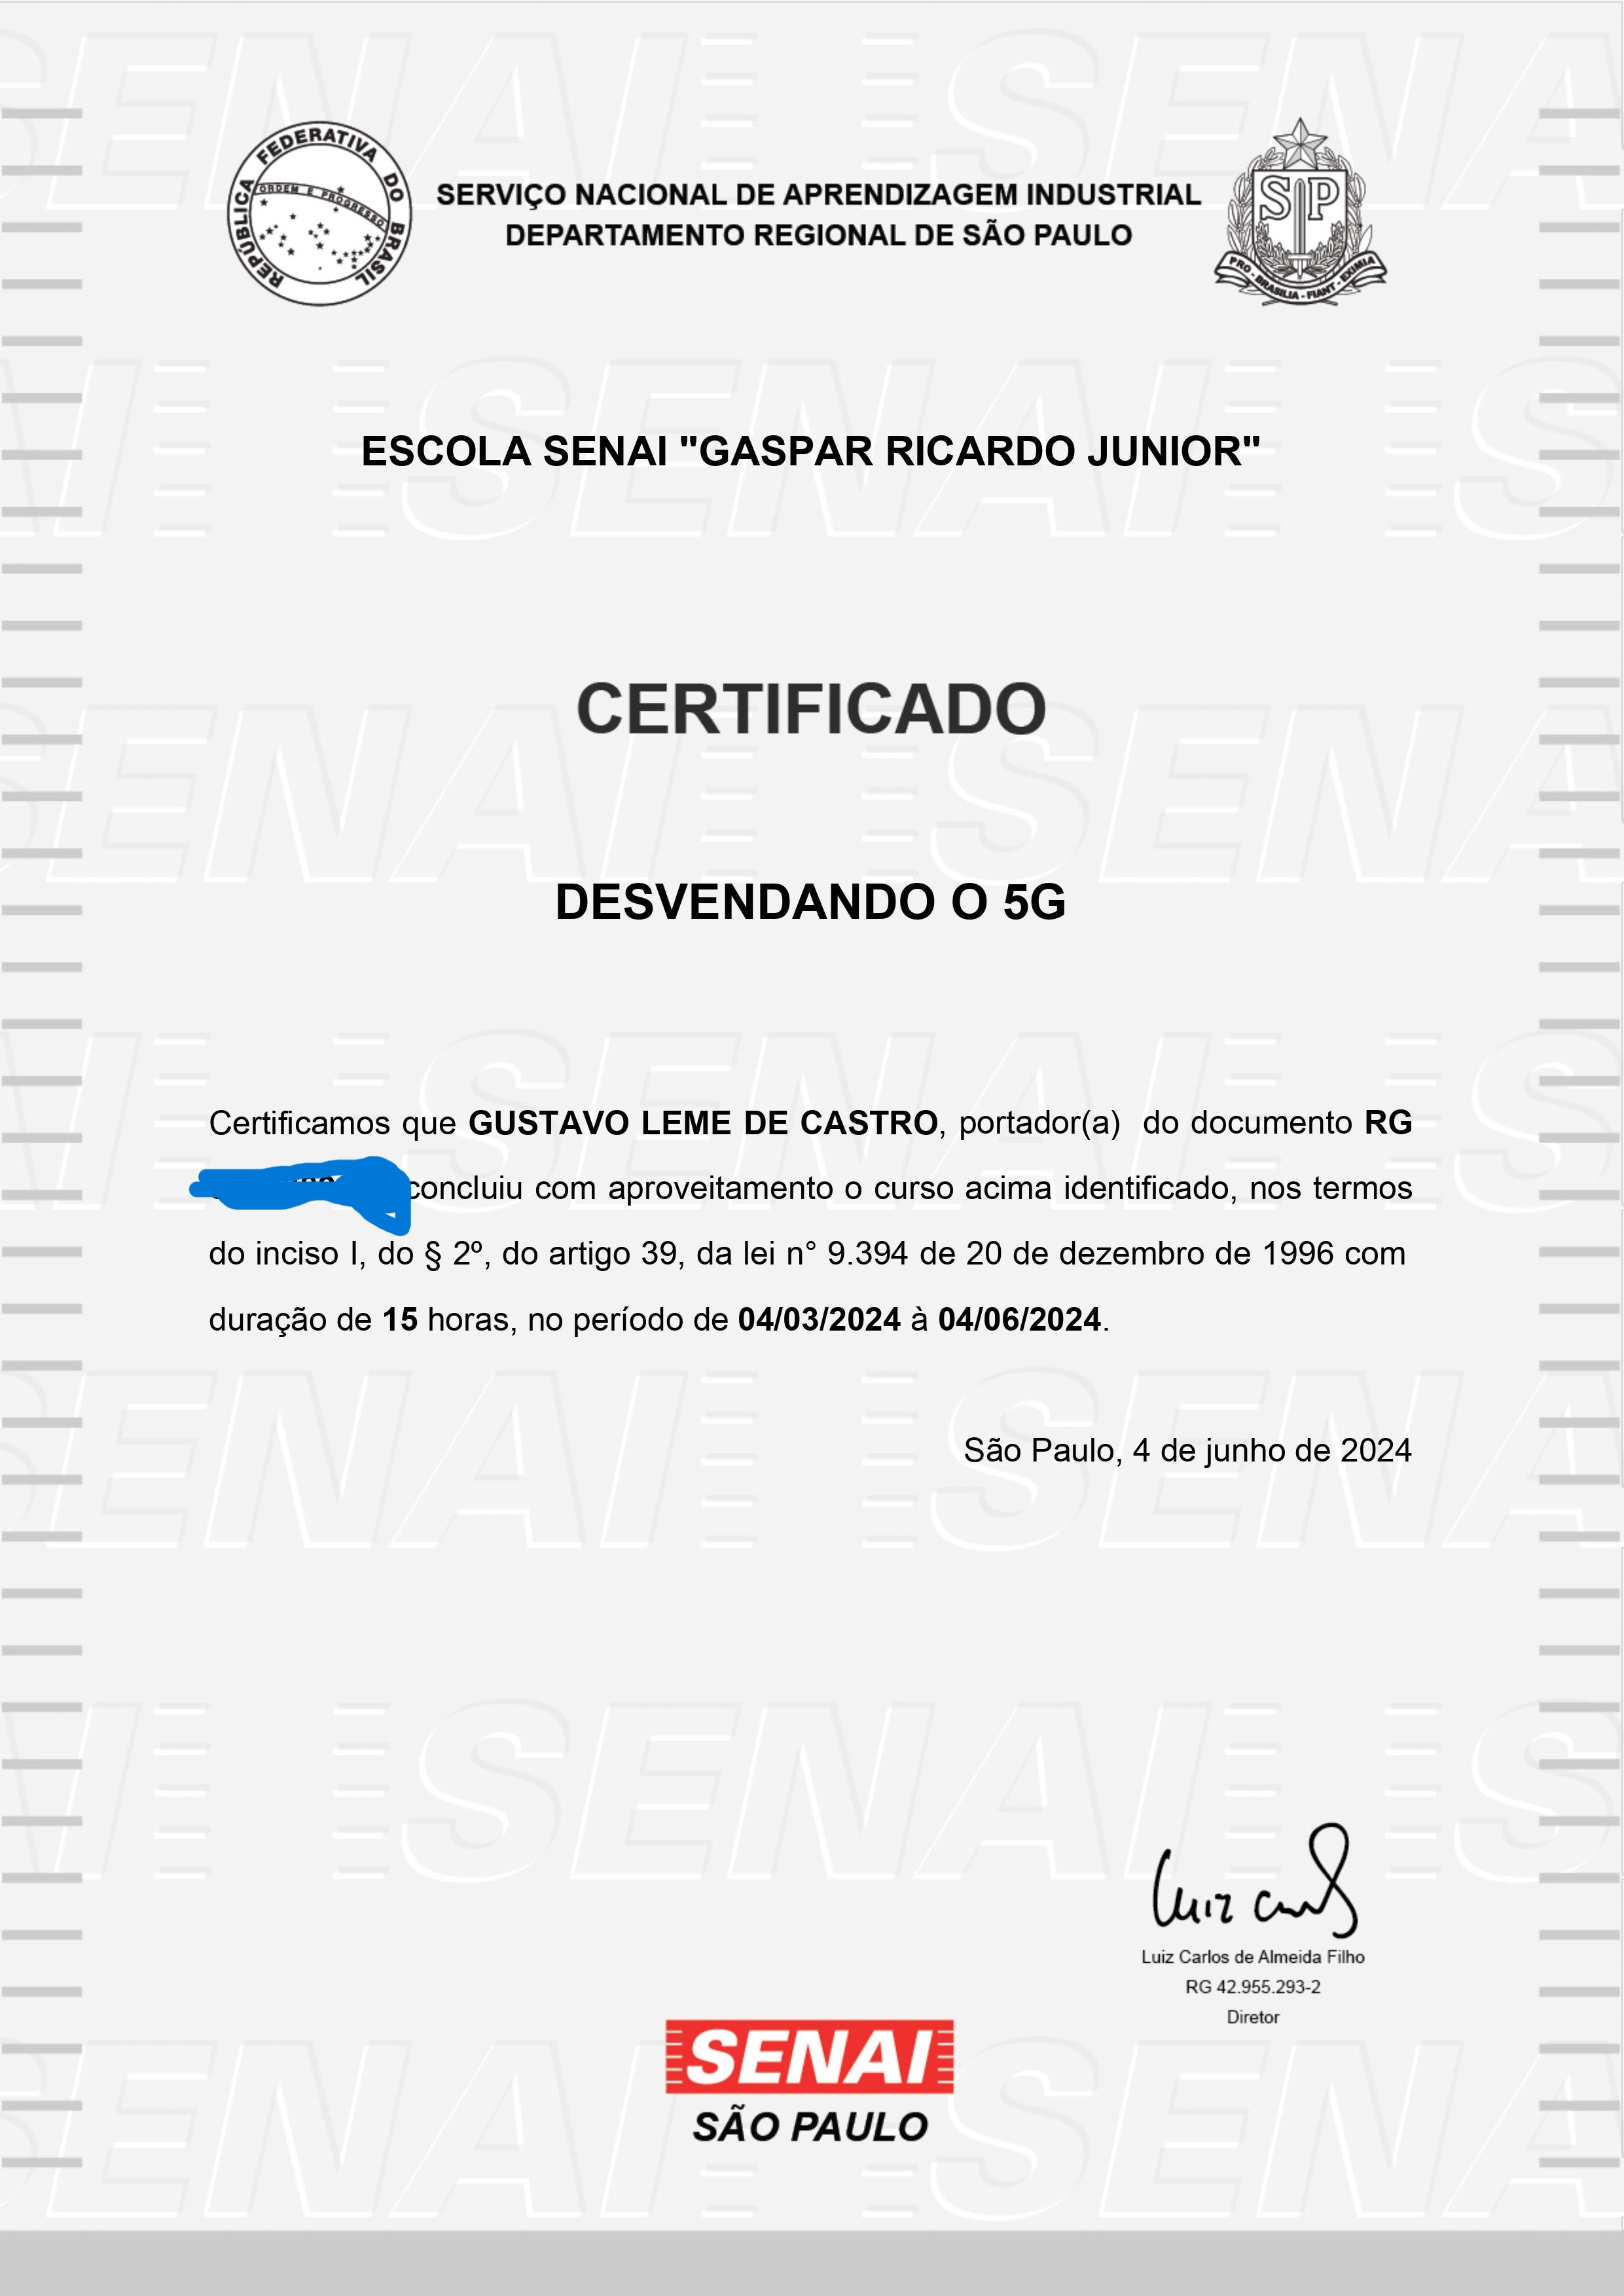 REPÚBLICA FEDERATIVA DO BRASIL
ORDEM E PROGRESSO
SERVIÇO NACIONAL DE APRENDIZAGEM INDUSTRIAL
DEPARTAMENTO REGIONAL DE SÃO PAULO
SP
PRO - BRASILIA - FIANT - EXIMIA
ESCOLA SENAI "GASPAR RICARDO JUNIOR"
CERTIFICADO
DESVENDANDO O 5G
Certificamos que GUSTAVO LEME DE CASTRO, portador(a) do documento RG
concluiu com aproveitamento o curso acima identificado, nos termos
do inciso I, do § 2º, do artigo 39, da lei n° 9.394 de 20 de dezembro de 1996 com
duração de 15 horas, no período de 04/03/2024 à 04/06/2024.
São Paulo, 4 de junho de 2024
Luiz Carlos de Almeida Filho
RG 42.955.293-2
Diretor
SENAI
SÃO PAULO